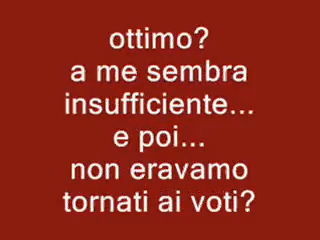 ottimo?
a me sembra
insufficiente...
e poi...
non eravamo
tornati ai voti?